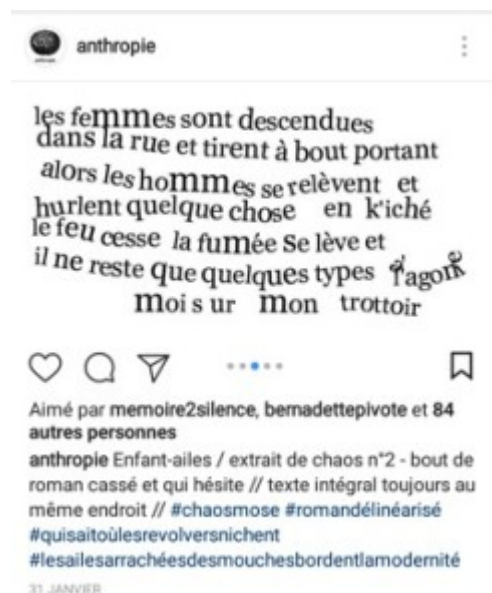 anthropie
les femmes sont descendues
dans la rue et tirent à bout portant
alors les hommes se relèvent et
hurlent quelque chose en k'iché
le feu cesse la fumée Se lève et
il ne reste que quelques types à l'agonie
moi s ur mon trottoir
Aimé par memoire2silence, bernadettepivote et 84
autres personnes
anthropie Enfant-ailes / extrait de chaos n°2 - bout de
roman cassé et qui hésite // texte intégral toujours au
même endroit // #chaosmose #romandélinéarisé
#quisaitoùlesrevolversnichent
#lesailesarrachéesdesmouchesbordentlamodernité
31 JANVIER